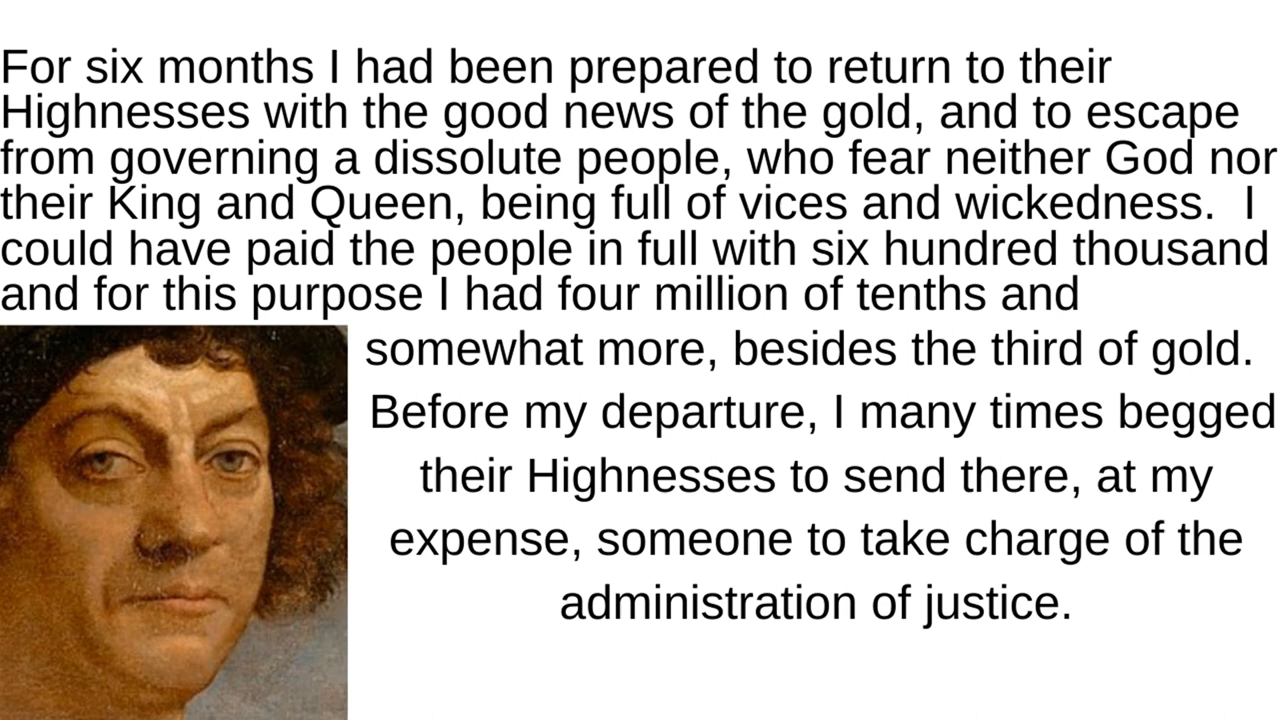 For six months I had been prepared to return to their
Highnesses with the good news of the gold, and to escape
from governing a dissolute people, who fear neither God nor
their King and Queen, being full of vices and wickedness.  I
could have paid the people in full with six hundred thousand
and for this purpose I had four million of tenths and
somewhat more, besides the third of gold.
Before my departure, I many times begged
their Highnesses to send there, at my
expense, someone to take charge of the
administration of justice.